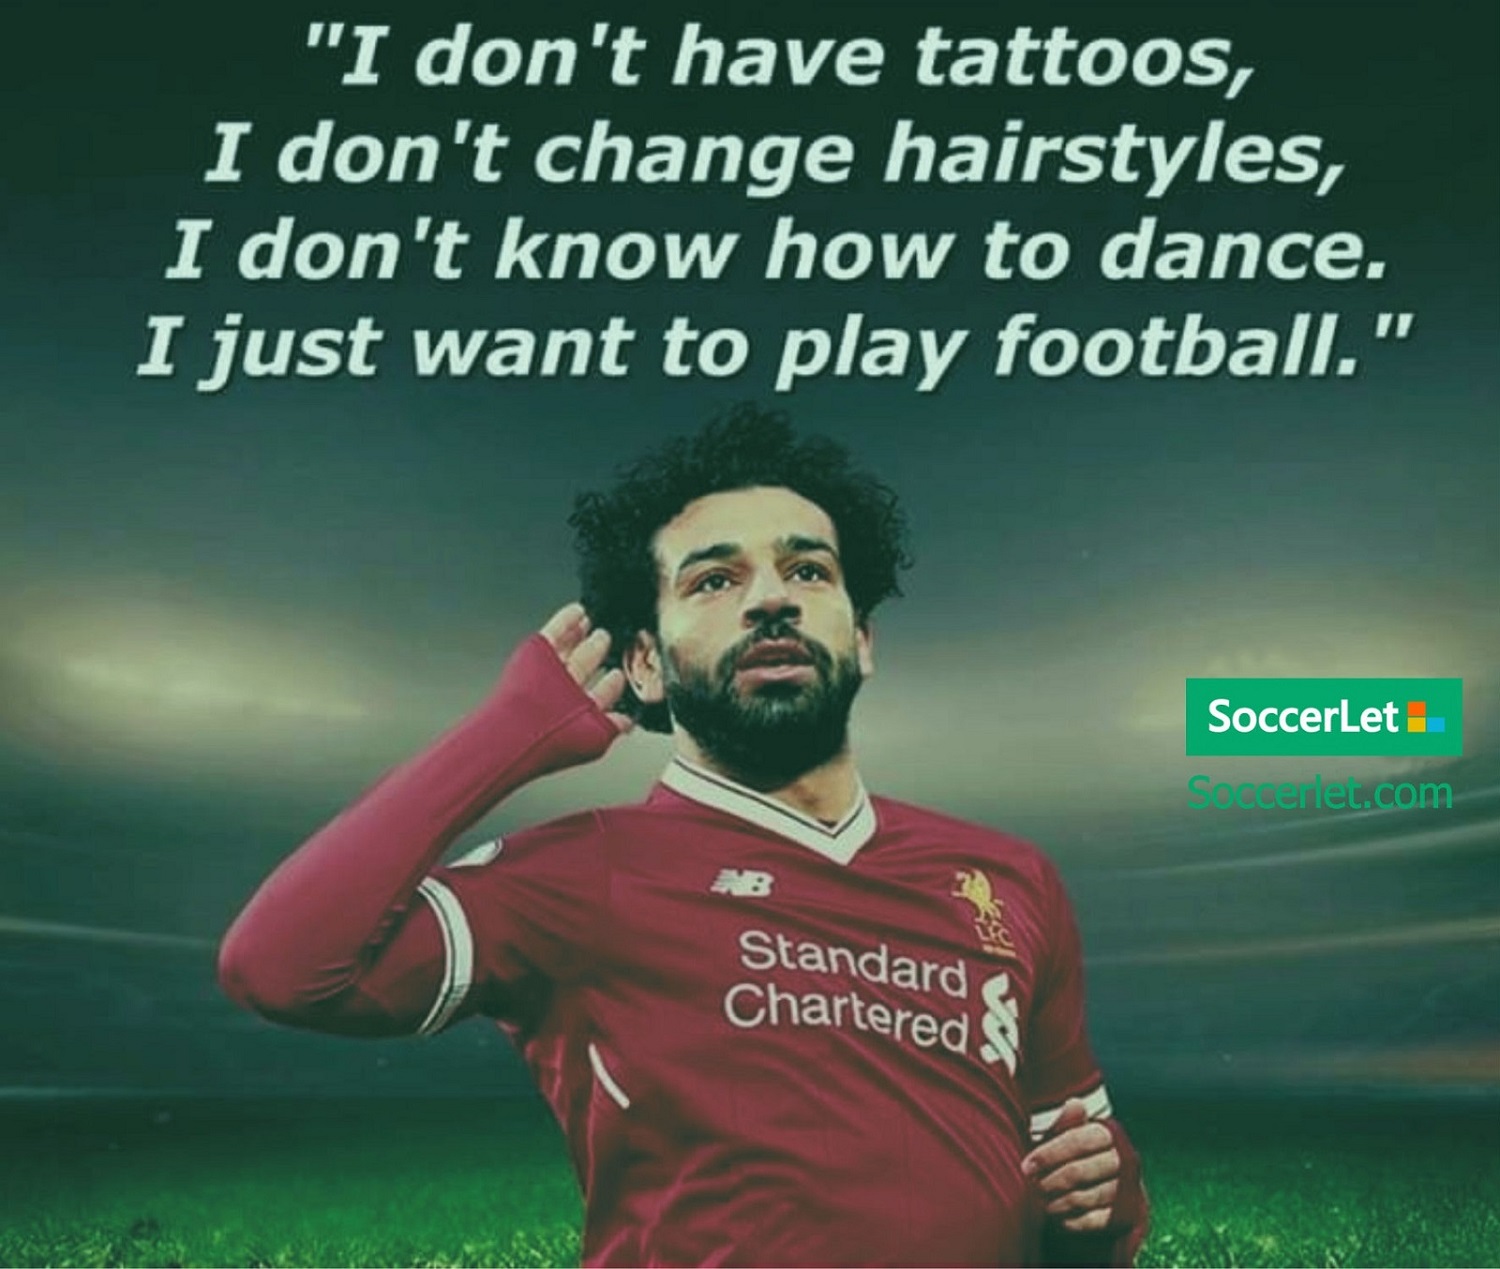 "I don't have tattoos,
I don't change hairstyles,
I don't know how to dance.
I just want to play football."
SoccerLet
Soccerlet.com
NB
LFC
Standard
Chartered